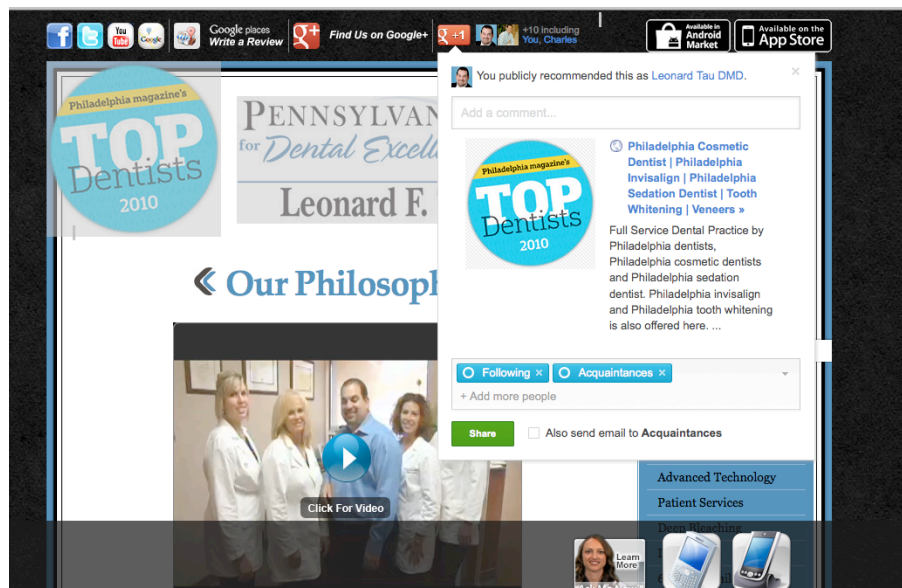 You
Tube
Google
Google places
Write a Review
g+
Find Us on Google+
g +1
+10 including
You, Charles
Available in
Android
Market
Available on the
App Store
You publicly recommended this as Leonard Tau DMD.
×
Add a comment...
Philadelphia magazine's
TOP
Dentists
2010
PENNSYLVAN
for Dental Excell
Leonard F.
Philadelphia magazine's
TOP
Dentists
2010
Philadelphia Cosmetic
Dentist | Philadelphia
Invisalign | Philadelphia
Sedation Dentist | Tooth
Whitening | Veneers »
Full Service Dental Practice by
Philadelphia dentists,
Philadelphia cosmetic dentists
and Philadelphia sedation
dentist. Philadelphia invisalign
and Philadelphia tooth whitening
is also offered here. ...
Our Philosoph
Following ×
Acquaintances ×
+ Add more people
Share
Also send email to Acquaintances
Click For Video
Advanced Technology
Patient Services
Deep Bleaching
Learn
More